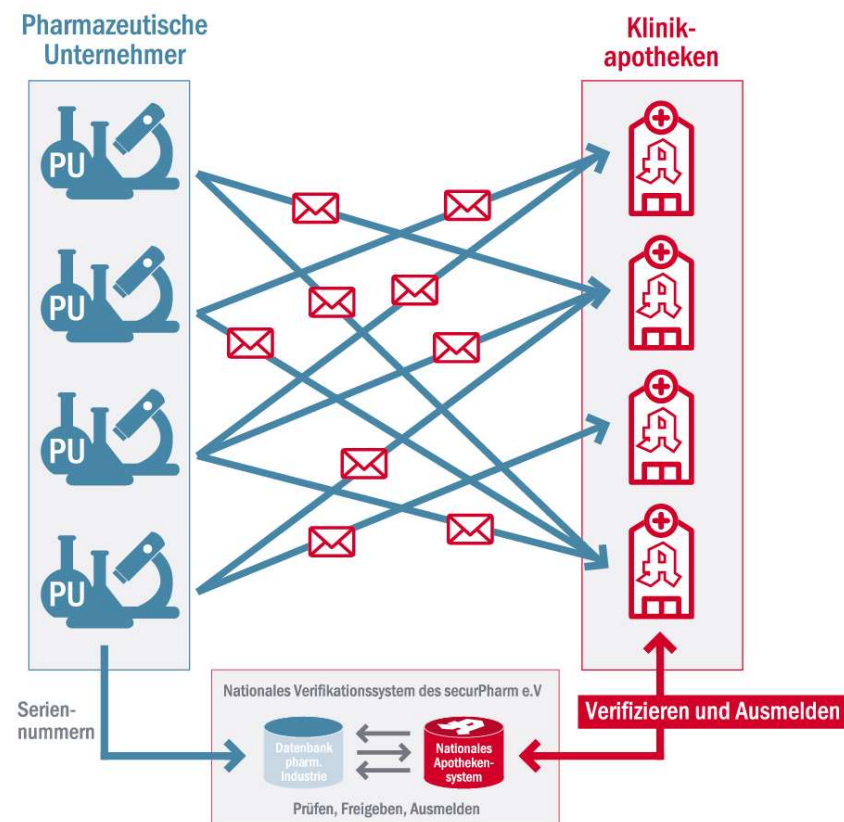 Pharmazeutische
Unternehmer
Klinik-
apotheken
PU
A
PU
A
PU
A
PU
A
Serien-
nummern
Nationales Verifikationssystem des securPharm e.V
Verifizieren und Ausmelden
Datenbank
pharm.
Industrie
Nationales
Apotheken-
system
Prüfen, Freigeben, Ausmelden